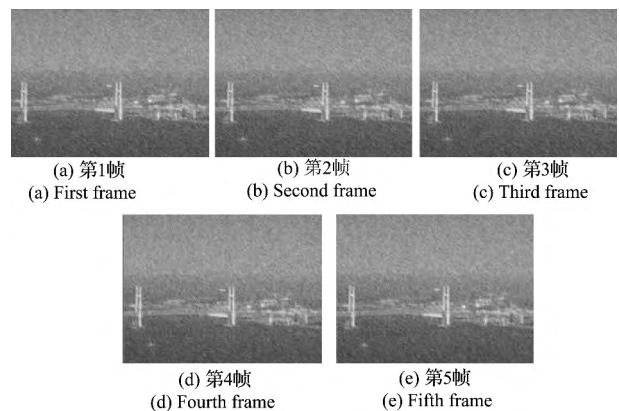 (a) 第1帧
(a) First frame
(b) 第2帧
(b) Second frame
(c) 第3帧
(c) Third frame
(d) 第4帧
(d) Fourth frame
(e) 第5帧
(e) Fifth frame